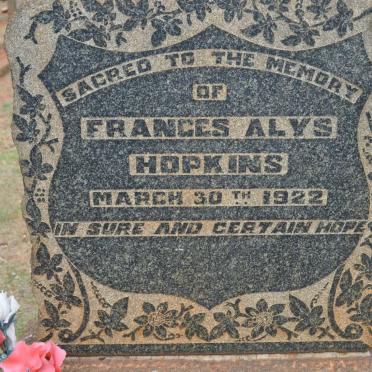 SACRED TO THE MEMORY
OF
FRANCES ALYS
HOPKINS
MARCH 30TH 1922
IN SURE AND CERTAIN HOPE